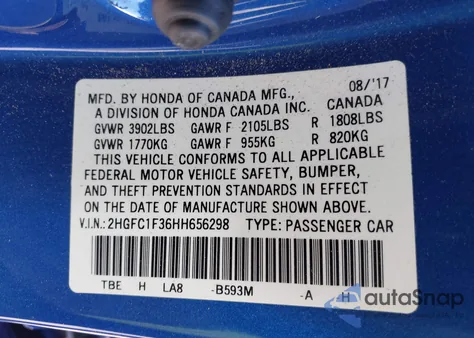 MFD. BY HONDA OF CANADA MFG., 08/'17
A DIVISION OF HONDA CANADA INC. CANADA
GVWR 3902LBS GAWR F 2105LBS R 1808LBS
GVWR 1770KG GAWR F 955KG R 820KG
THIS VEHICLE CONFORMS TO ALL APPLICABLE
FEDERAL MOTOR VEHICLE SAFETY, BUMPER,
AND THEFT PREVENTION STANDARDS IN EFFECT
ON THE DATE OF MANUFACTURE SHOWN ABOVE.
V.I.N.: 2HGFC1F36HH656298 TYPE: PASSENGER CAR
TBE H LA8 -B593M -A H
autaSnap